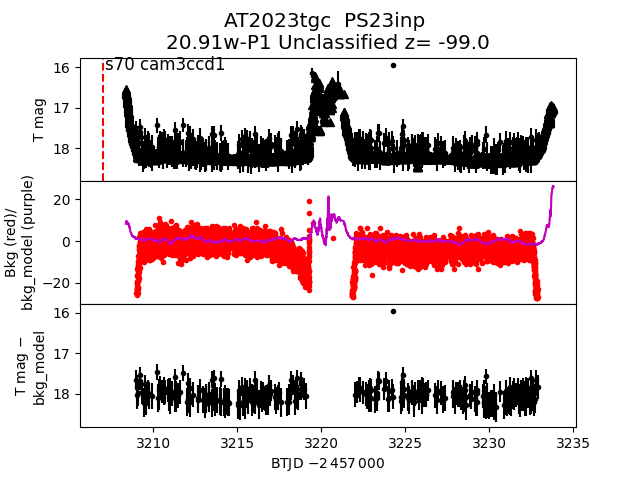 AT2023tgc  PS23inp
20.91w-P1 Unclassified z= -99.0
s70 cam3ccd1
T mag
16
17
18
Bkg (red)/
bkg_model (purple)
20
0
−20
T mag −
bkg_model
16
17
18
3210 3215 3220 3225 3230 3235
BTJD −2 457 000